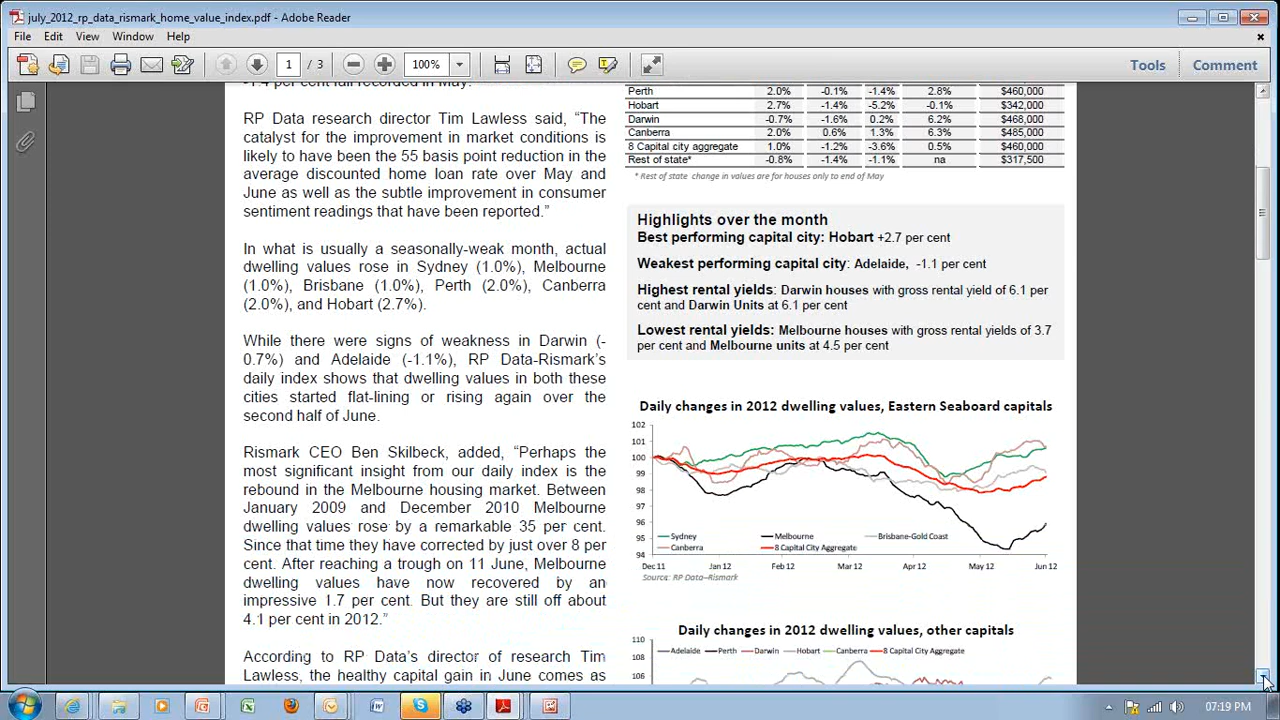 july_2012_rp_data_rismark_home_value_index.pdf - Adobe Reader
File Edit View Window Help
1 / 3 100% Tools Comment
-1.4 per cent fall recorded in May.
RP Data research director Tim Lawless said, “The
catalyst for the improvement in market conditions is
likely to have been the 55 basis point reduction in the
average discounted home loan rate over May and
June as well as the subtle improvement in consumer
sentiment readings that have been reported.”
In what is usually a seasonally-weak month, actual
dwelling values rose in Sydney (1.0%), Melbourne
(1.0%), Brisbane (1.0%), Perth (2.0%), Canberra
(2.0%), and Hobart (2.7%).
While there were signs of weakness in Darwin (-
0.7%) and Adelaide (-1.1%), RP Data-Rismark’s
daily index shows that dwelling values in both these
cities started flat-lining or rising again over the
second half of June.
Rismark CEO Ben Skilbeck, added, “Perhaps the
most significant insight from our daily index is the
rebound in the Melbourne housing market. Between
January 2009 and December 2010 Melbourne
dwelling values rose by a remarkable 35 per cent.
Since that time they have corrected by just over 8 per
cent. After reaching a trough on 11 June, Melbourne
dwelling values have now recovered by an
impressive 1.7 per cent. But they are still off about
4.1 per cent in 2012.”
According to RP Data’s director of research Tim
Lawless, the healthy capital gain in June comes as
Perth 2.0% -0.1% -1.4% 2.8% $460,000
Hobart 2.7% -1.4% -5.2% -0.1% $342,000
Darwin -0.7% -1.6% 0.2% 6.2% $468,000
Canberra 2.0% 0.6% 1.3% 6.3% $485,000
8 Capital city aggregate 1.0% -1.2% -3.6% 0.5% $460,000
Rest of state* -0.8% -1.4% -1.1% na $317,500
* Rest of state change in values are for houses only to end of May
Highlights over the month
Best performing capital city: Hobart +2.7 per cent
Weakest performing capital city: Adelaide, -1.1 per cent
Highest rental yields: Darwin houses with gross rental yield of 6.1 per
cent and Darwin Units at 6.1 per cent
Lowest rental yields: Melbourne houses with gross rental yields of 3.7
per cent and Melbourne units at 4.5 per cent
Daily changes in 2012 dwelling values, Eastern Seaboard capitals
102
101
100
99
98
97
96
95
94
Sydney Melbourne Brisbane-Gold Coast
Canberra 8 Capital City Aggregate
Dec 11 Jan 12 Feb 12 Mar 12 Apr 12 May 12 Jun 12
Source: RP Data–Rismark
Daily changes in 2012 dwelling values, other capitals
110
108
106
Adelaide Perth Darwin Hobart Canberra 8 Capital City Aggregate
07:19 PM